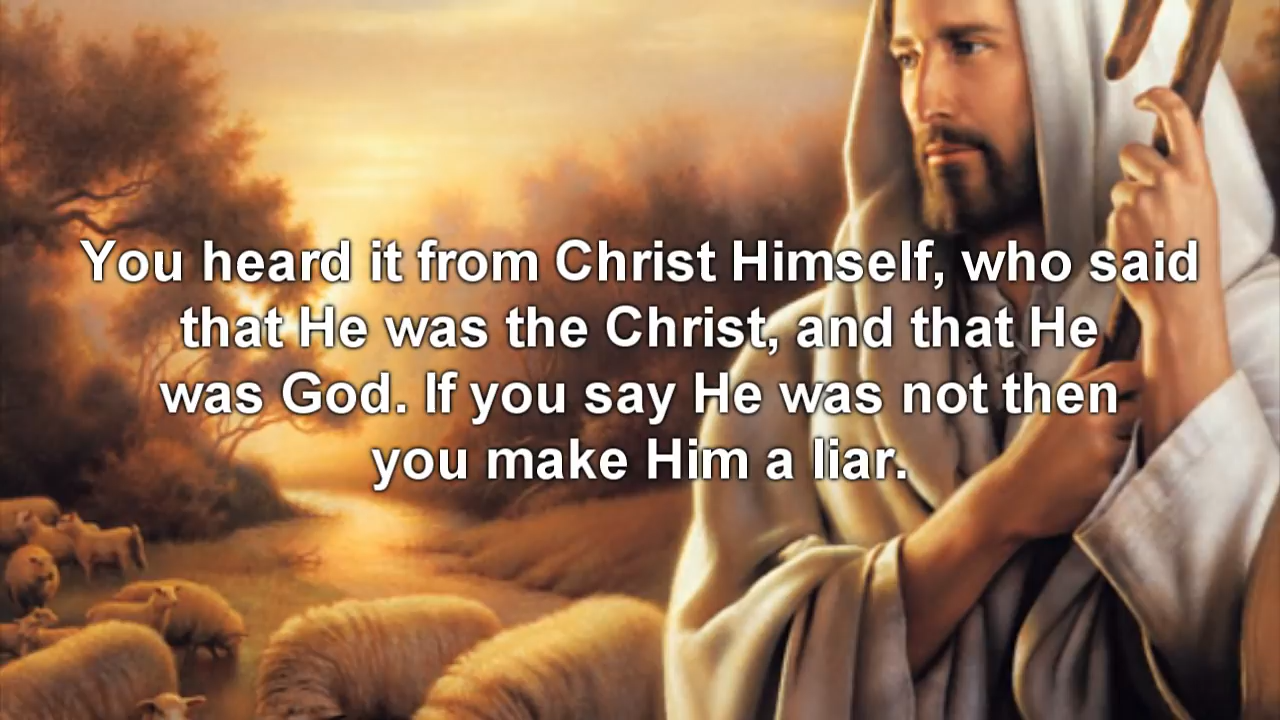 You heard it from Christ Himself, who said
that He was the Christ, and that He
was God. If you say He was not then
you make Him a liar.